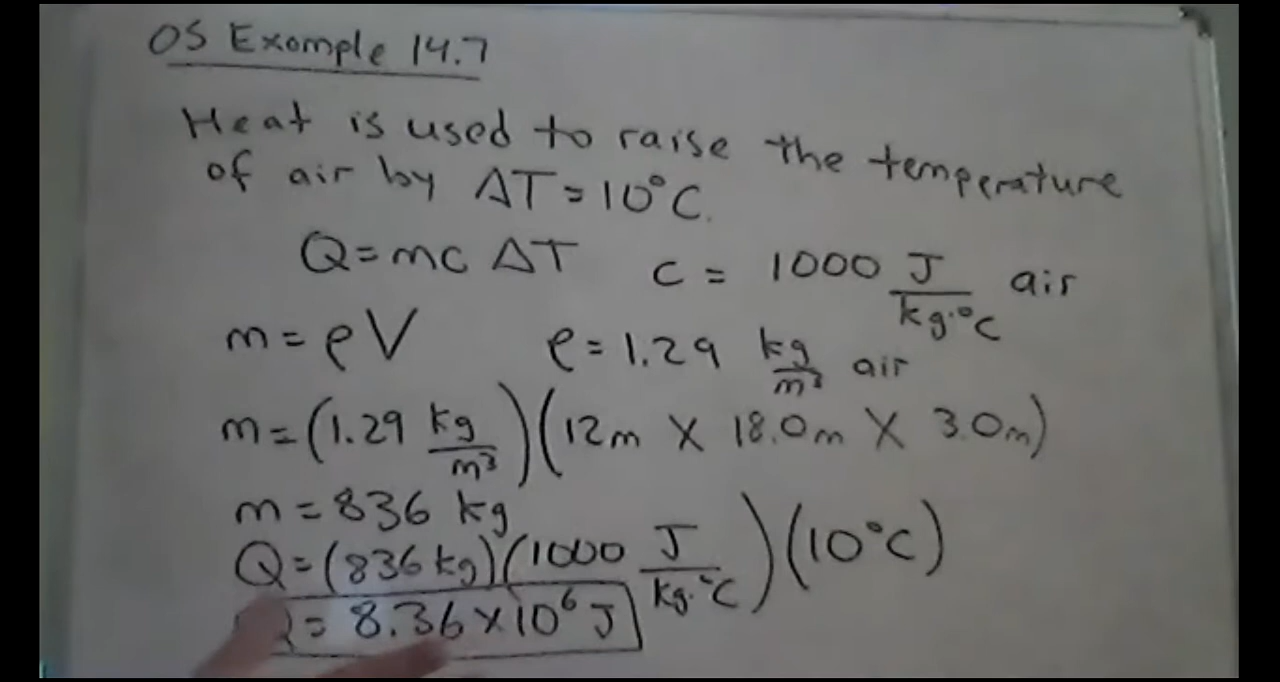 OS Example 14.7
Heat is used to raise the temperature
of air by ΔT = 10°C.
Q = mc ΔT c = 1000 J/kg·°C air
m = ρV ρ = 1.29 kg/m³ air
m = (1.29 kg/m³)(12m X 18.0m X 3.0m)
m = 836 kg
Q = (836 kg)(1000 J/kg·°C)(10°C)
Q = 8.36 × 10⁶ J